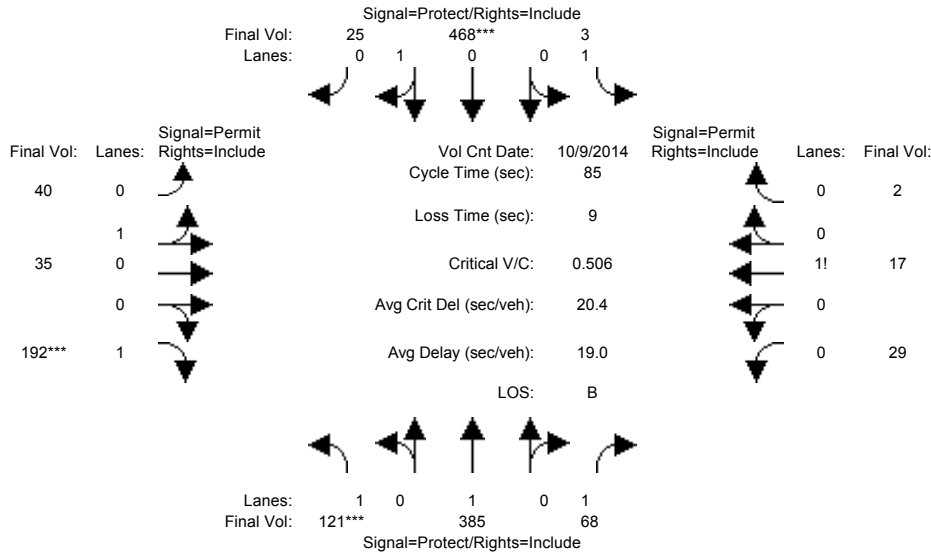 Signal=Protect/Rights=Include
Final Vol: 25 468*** 3
Lanes: 0 1 0 0 1
Signal=Permit Signal=Permit
Final Vol: Lanes: Rights=Include Vol Cnt Date: 10/9/2014 Rights=Include Lanes: Final Vol:
Cycle Time (sec): 85
40 0 0 2
Loss Time (sec): 9
1 0
35 0 Critical V/C: 0.506 1! 17
0 Avg Crit Del (sec/veh): 20.4 0
192*** 1 Avg Delay (sec/veh): 19.0 0 29
LOS: B
Lanes: 1 0 1 0 1
Final Vol: 121*** 385 68
Signal=Protect/Rights=Include